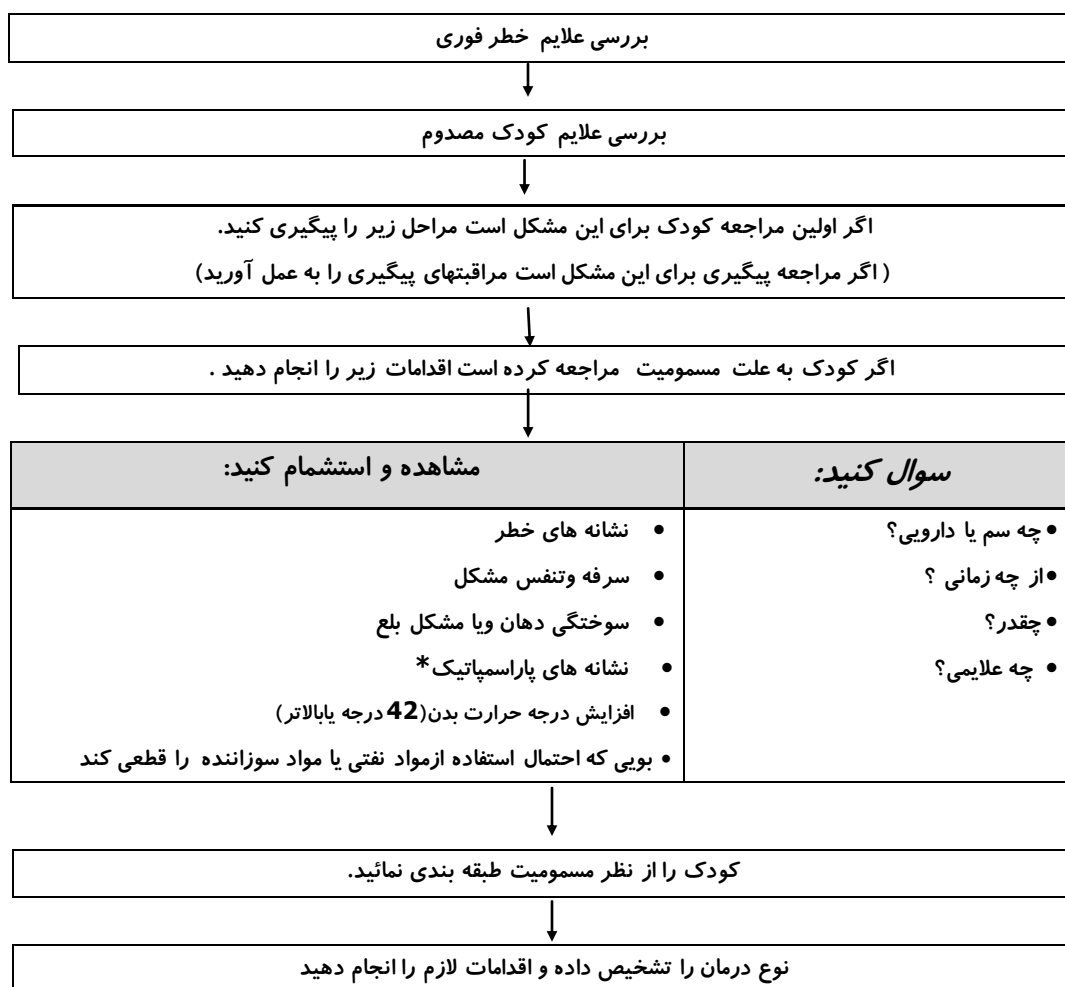 بررسی علایم خطر فوری
بررسی علایم کودک مصدوم
اگر اولین مراجعه کودک برای این مشکل است مراحل زیر را پیگیری کنید.
( اگر مراجعه پیگیری برای این مشکل است مراقبتهای پیگیری را به عمل آورید)
اگر کودک به علت مسمومیت مراجعه کرده است اقدامات زیر را انجام دهید .
سوال کنید:
• چه سم یا دارویی؟
• از چه زمانی ؟
• چقدر؟
• چه علایمی؟
مشاهده و استشمام کنید:
• نشانه های خطر
• سرفه وتنفس مشکل
• سوختگی دهان ویا مشکل بلع
• نشانه های پاراسمپاتیک*
• افزایش درجه حرارت بدن(42 درجه یابالاتر)
• بویی که احتمال استفاده ازمواد نفتی یا مواد سوزاننده را قطعی کند
کودک را از نظر مسمومیت طبقه بندی نمائید.
نوع درمان را تشخیص داده و اقدامات لازم را انجام دهید